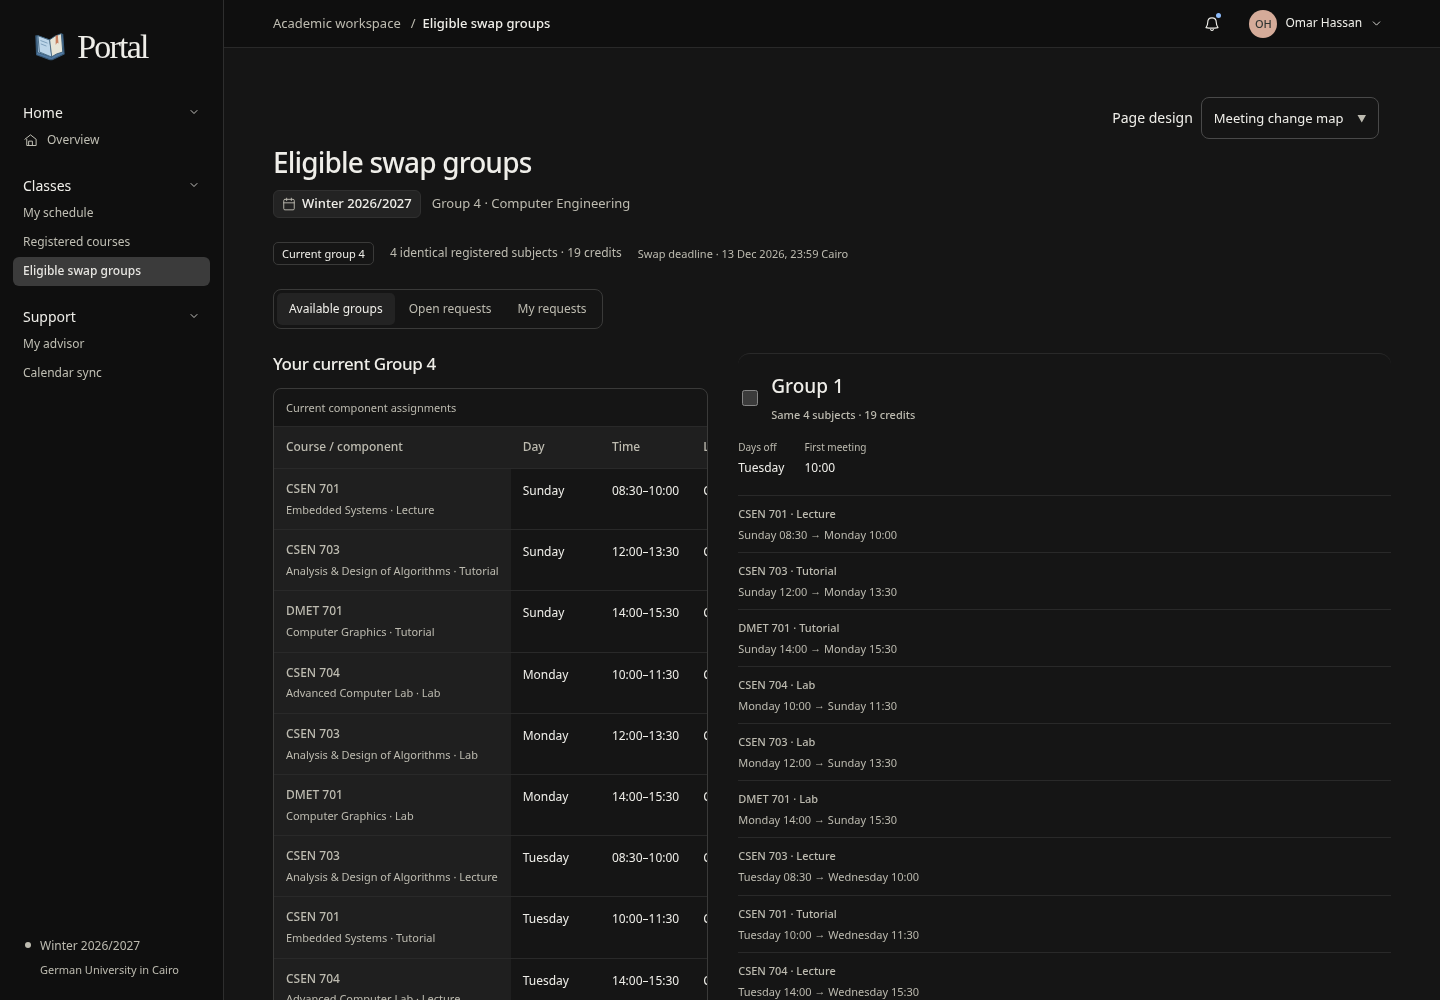 Portal
Home
Overview
Classes
My schedule
Registered courses
Eligible swap groups
Support
My advisor
Calendar sync
Winter 2026/2027
German University in Cairo
Academic workspace / Eligible swap groups
OH Omar Hassan
Page design Meeting change map
Eligible swap groups
Winter 2026/2027 Group 4 · Computer Engineering
Current group 4 4 identical registered subjects · 19 credits Swap deadline · 13 Dec 2026, 23:59 Cairo
Available groups Open requests My requests
Your current Group 4
Current component assignments
Course / component Day Time
CSEN 701 Sunday 08:30–10:00
Embedded Systems · Lecture
CSEN 703 Sunday 12:00–13:30
Analysis & Design of Algorithms · Tutorial
DMET 701 Sunday 14:00–15:30
Computer Graphics · Tutorial
CSEN 704 Monday 10:00–11:30
Advanced Computer Lab · Lab
CSEN 703 Monday 12:00–13:30
Analysis & Design of Algorithms · Lab
DMET 701 Monday 14:00–15:30
Computer Graphics · Lab
CSEN 703 Tuesday 08:30–10:00
Analysis & Design of Algorithms · Lecture
CSEN 701 Tuesday 10:00–11:30
Embedded Systems · Tutorial
CSEN 704 Tuesday 14:00–15:30
Advanced Computer Lab · Lecture
Group 1
Same 4 subjects · 19 credits
Days off First meeting
Tuesday 10:00
CSEN 701 · Lecture
Sunday 08:30 → Monday 10:00
CSEN 703 · Tutorial
Sunday 12:00 → Monday 13:30
DMET 701 · Tutorial
Sunday 14:00 → Monday 15:30
CSEN 704 · Lab
Monday 10:00 → Sunday 11:30
CSEN 703 · Lab
Monday 12:00 → Sunday 13:30
DMET 701 · Lab
Monday 14:00 → Sunday 15:30
CSEN 703 · Lecture
Tuesday 08:30 → Wednesday 10:00
CSEN 701 · Tutorial
Tuesday 10:00 → Wednesday 11:30
CSEN 704 · Lecture
Tuesday 14:00 → Wednesday 15:30